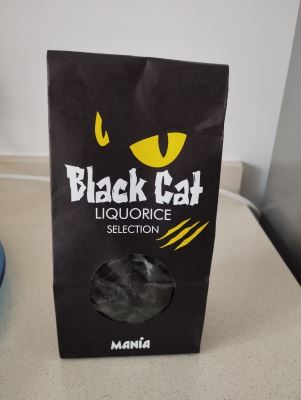 Black Cat
LIQUORICE
SELECTION
MANIA